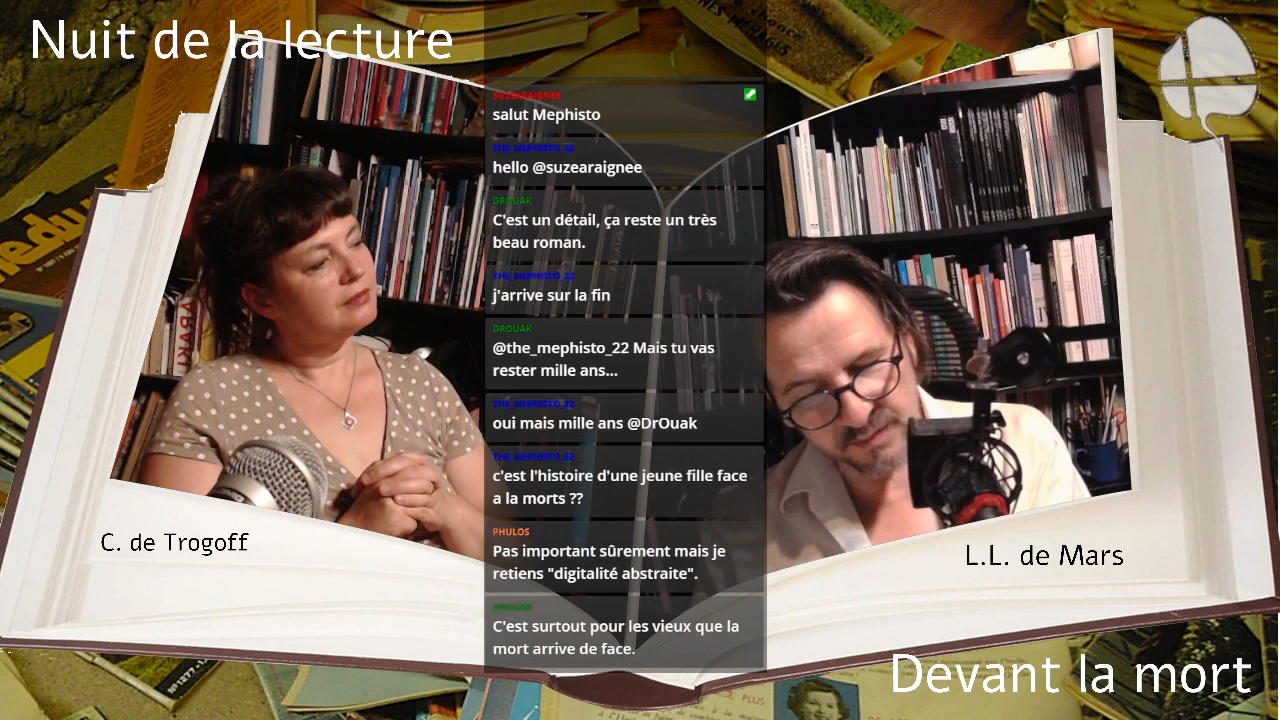 Nuit de la lecture
SUZEARAIGNEE
salut Mephisto
THE_MEPHISTO_22
hello @suzearaignee
DROUAK
C'est un détail, ça reste un très
beau roman.
THE_MEPHISTO_22
j'arrive sur la fin
DROUAK
@the_mephisto_22 Mais tu vas
rester mille ans...
THE_MEPHISTO_22
oui mais mille ans @DrOuak
THE_MEPHISTO_22
c'est l'histoire d'une jeune fille face
a la morts ??
PHULOS
Pas important sûrement mais je
retiens "digitalité abstraite".
DROUAK
C'est surtout pour les vieux que la
mort arrive de face.
C. de Trogoff
L.L. de Mars
Devant la mort